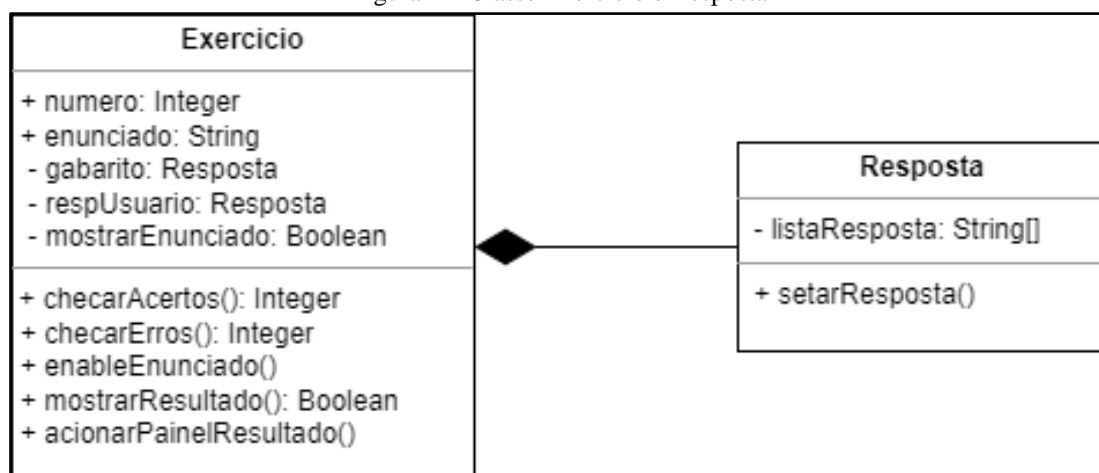 Exercicio
+ numero: Integer
+ enunciado: String
- gabarito: Resposta
- respUsuario: Resposta
- mostrarEnunciado: Boolean
+ checarAcertos(): Integer
+ checarErros(): Integer
+ enableEnunciado()
+ mostrarResultado(): Boolean
+ acionarPainelResultado()
Resposta
- listaResposta: String[]
+ setarResposta()